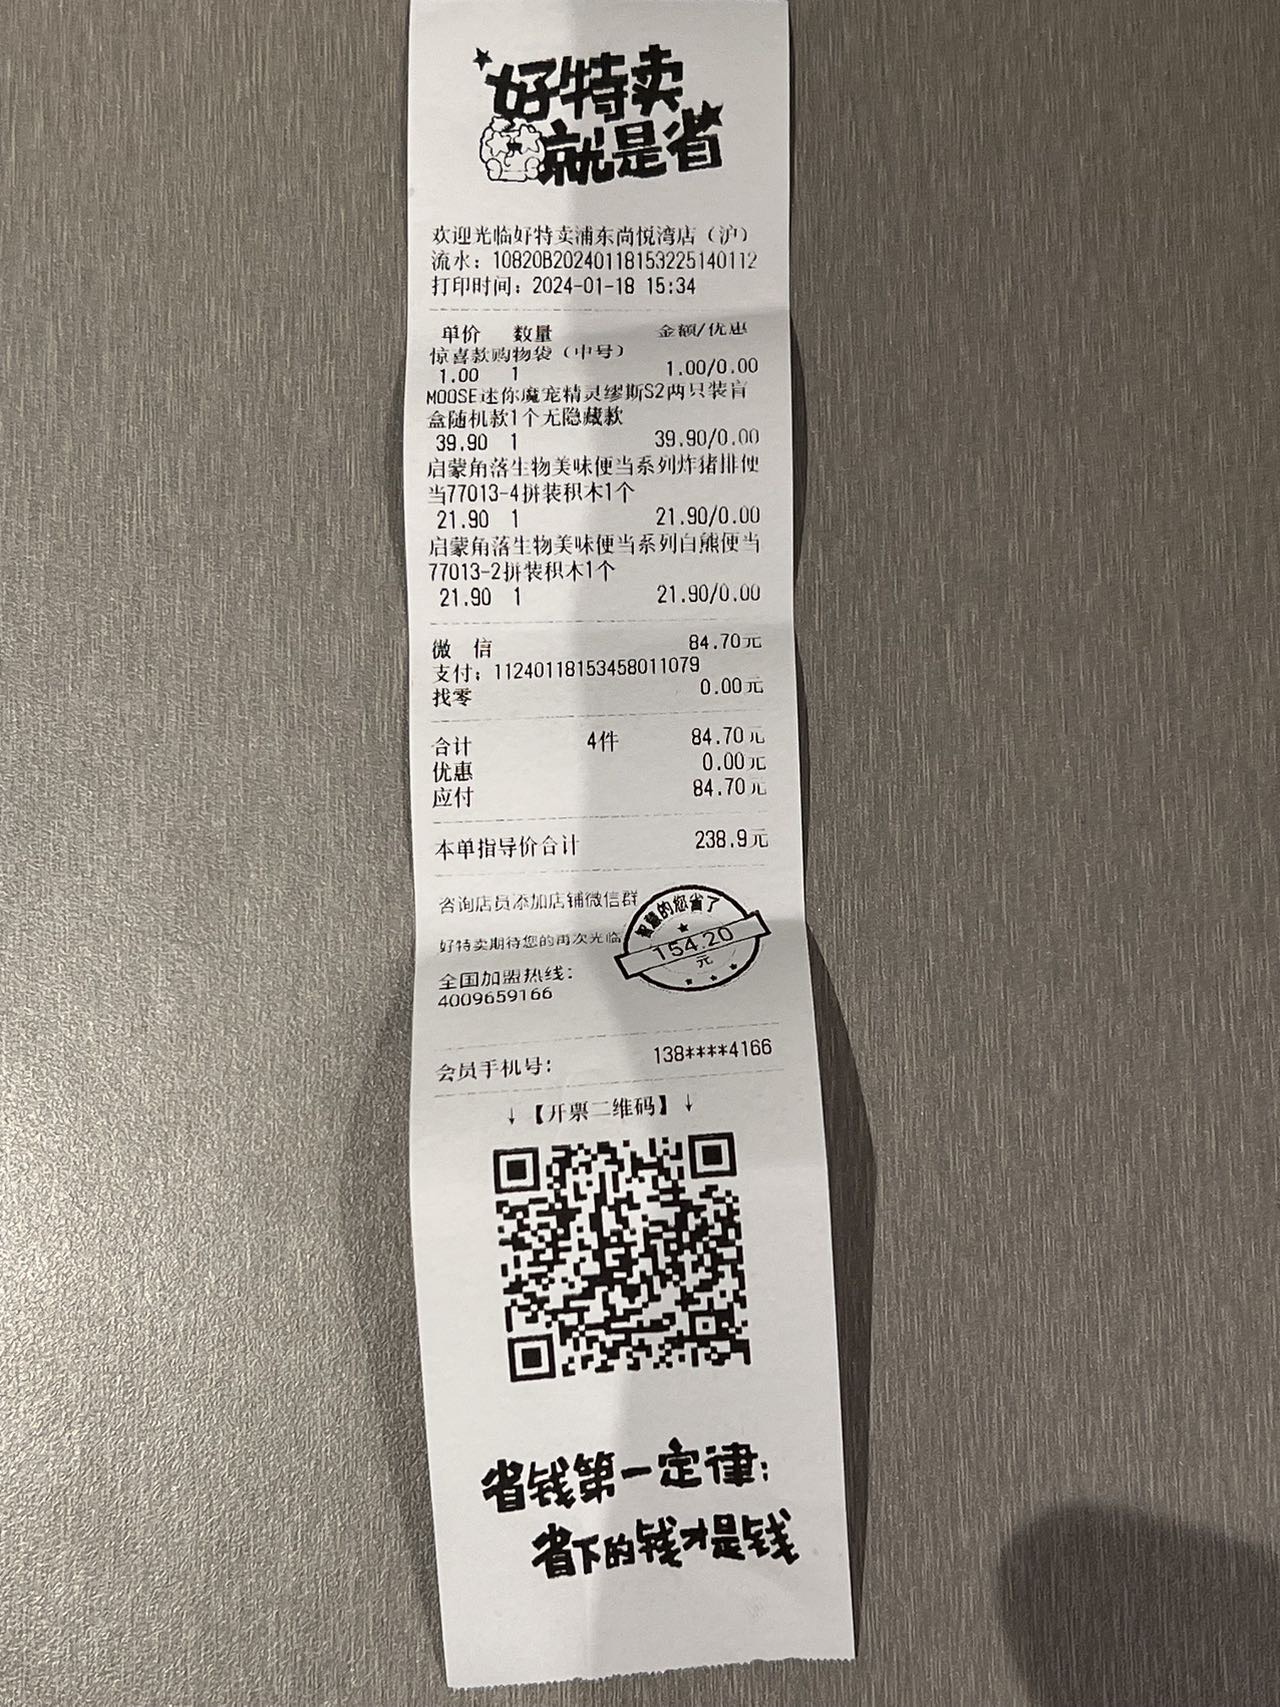 好特卖
就是省
欢迎光临好特卖浦东尚悦湾店（沪）
流水：10820B20240118153225140112
打印时间：2024-01-18 15:34
单价 数量 金额/优惠
惊喜款购物袋（中号）
1.00 1 1.00/0.00
MOOSE迷你魔宠精灵缪斯S2两只装盲
盒随机款1个无隐藏款
39.90 1 39.90/0.00
启蒙角落生物美味便当系列炸猪排便
当77013-4拼装积木1个
21.90 1 21.90/0.00
启蒙角落生物美味便当系列白熊便当
77013-2拼装积木1个
21.90 1 21.90/0.00
微 信 84.70元
支付：11240118153458011079
找零 0.00元
合计 4件 84.70元
优惠 0.00元
应付 84.70元
本单指导价合计 238.9元
咨询店员添加店铺微信群
好特卖期待您的再次光临
智慧的您省了
154.20
元
全国加盟热线：
4009659166
会员手机号： 138****4166
↓【开票二维码】↓
省钱第一定律：
省下的钱才是钱